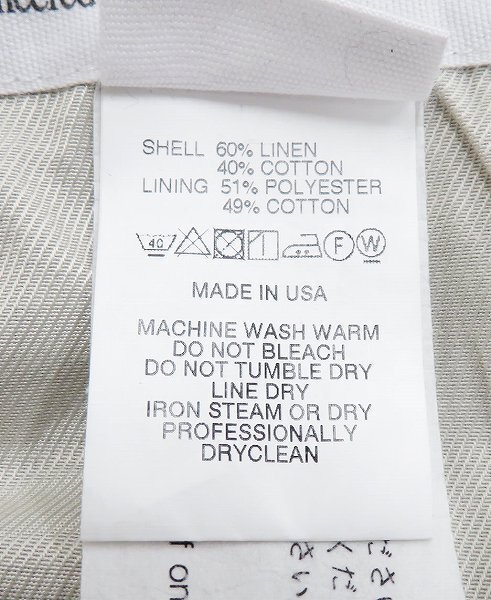 SHELL 60% LINEN
40% COTTON
LINING 51% POLYESTER
49% COTTON
40 F W
MADE IN USA
MACHINE WASH WARM
DO NOT BLEACH
DO NOT TUMBLE DRY
LINE DRY
IRON STEAM OR DRY
PROFESSIONALLY
DRYCLEAN